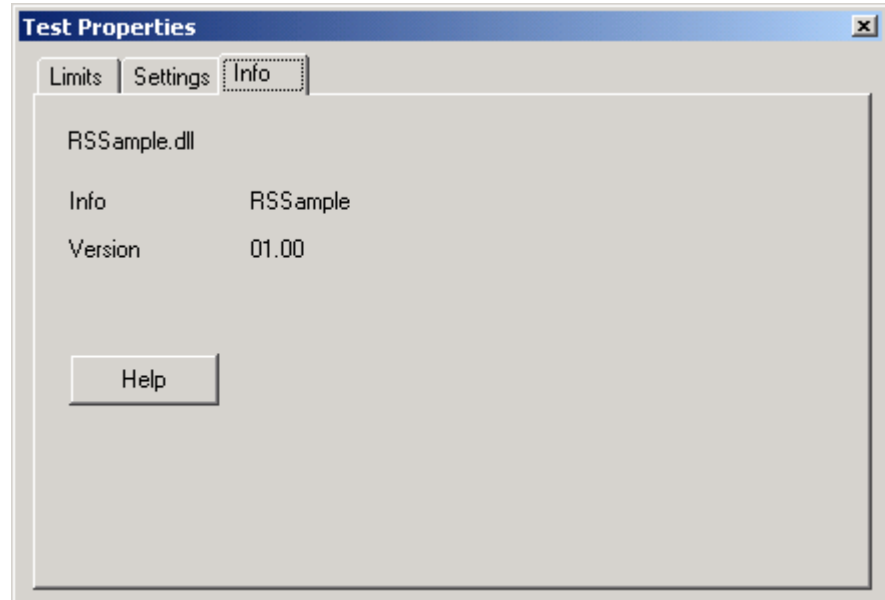 Test Properties
Limits Settings Info
RSSample.dll
Info RSSample
Version 01.00
Help